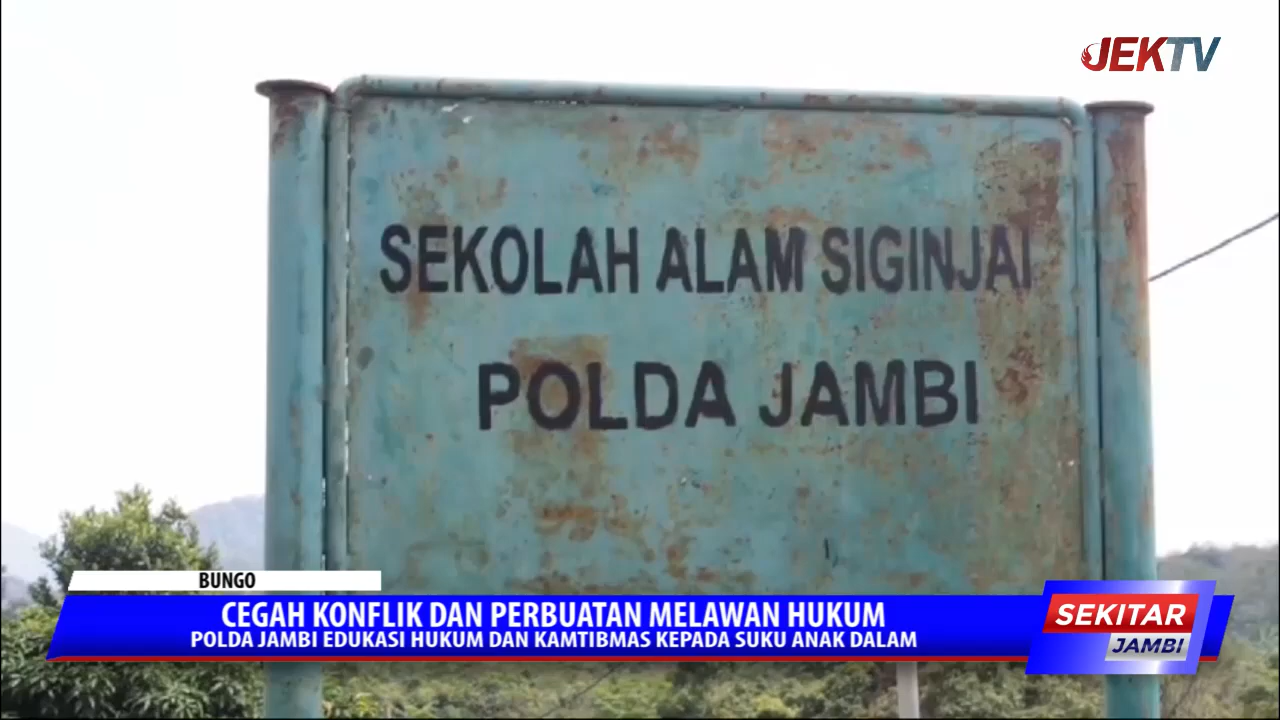 JEKTV
SEKOLAH ALAM SIGINJAI
POLDA JAMBI
BUNGO
CEGAH KONFLIK DAN PERBUATAN MELAWAN HUKUM
POLDA JAMBI EDUKASI HUKUM DAN KAMTIBMAS KEPADA SUKU ANAK DALAM
SEKITAR
JAMBI